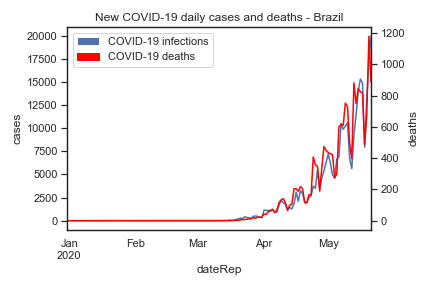 New COVID-19 daily cases and deaths - Brazil
COVID-19 infections
COVID-19 deaths
20000
17500
15000
12500
10000
7500
5000
2500
0
cases
1200
1000
800
600
400
200
0
deaths
Jan Feb Mar Apr May
2020
dateRep